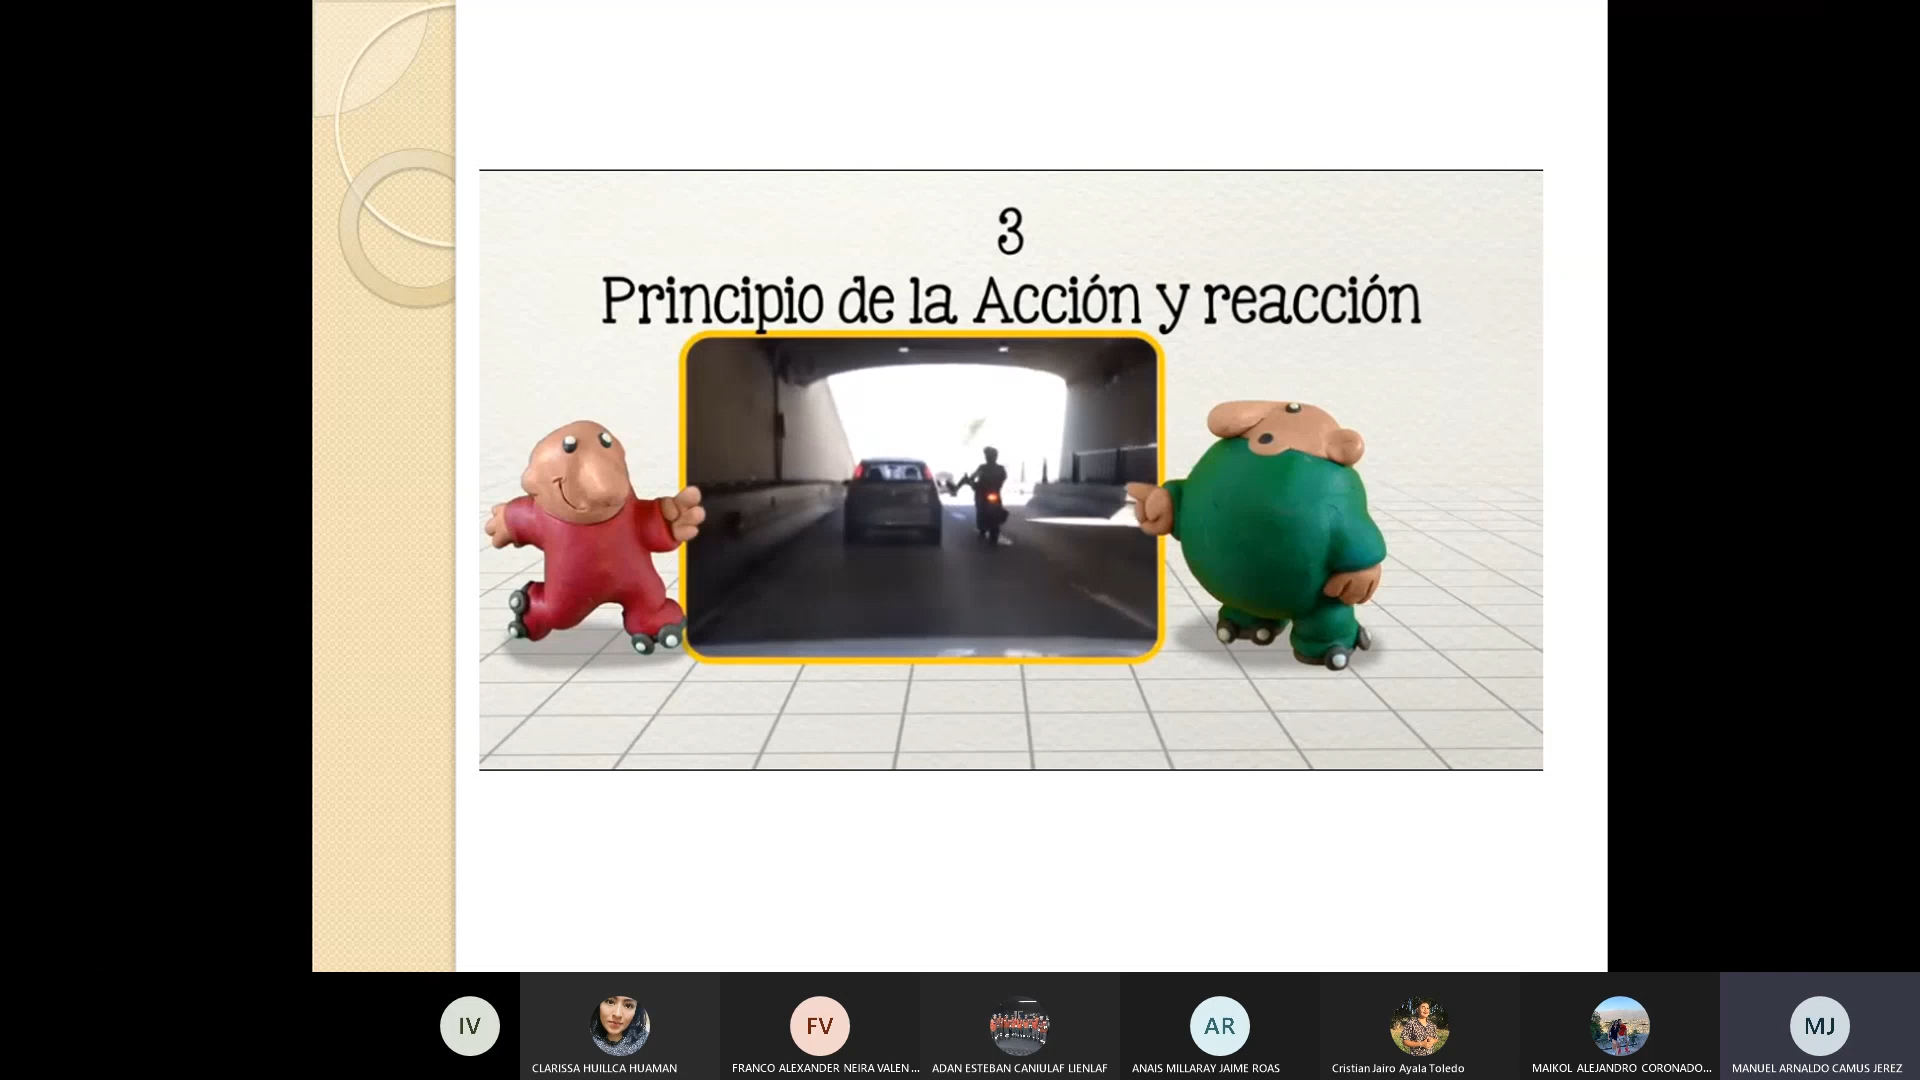 3
Principio de la Acción y reacción
IV
FV
AR
MJ
CLARISSA HUILLCA HUAMAN
FRANCO ALEXANDER NEIRA VALEN...
ADAN ESTEBAN CANIULAF LIENLAF
ANAIS MILLARAY JAIME ROAS
Cristian Jairo Ayala Toledo
MAIKOL ALEJANDRO CORONADO...
MANUEL ARNALDO CAMUS JEREZ